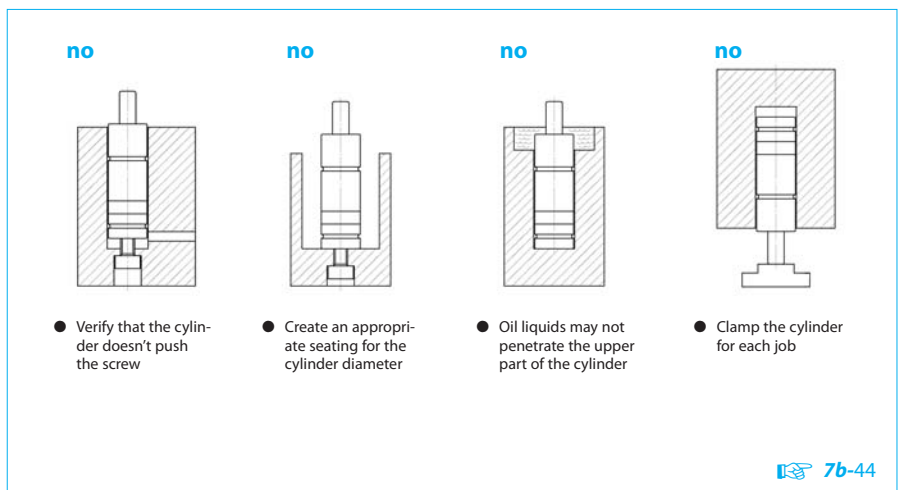 no
no
no
no
● Verify that the cylin-
der doesn't push
the screw
● Create an appropri-
ate seating for the
cylinder diameter
● Oil liquids may not
penetrate the upper
part of the cylinder
● Clamp the cylinder
for each job
☞ 7b-44